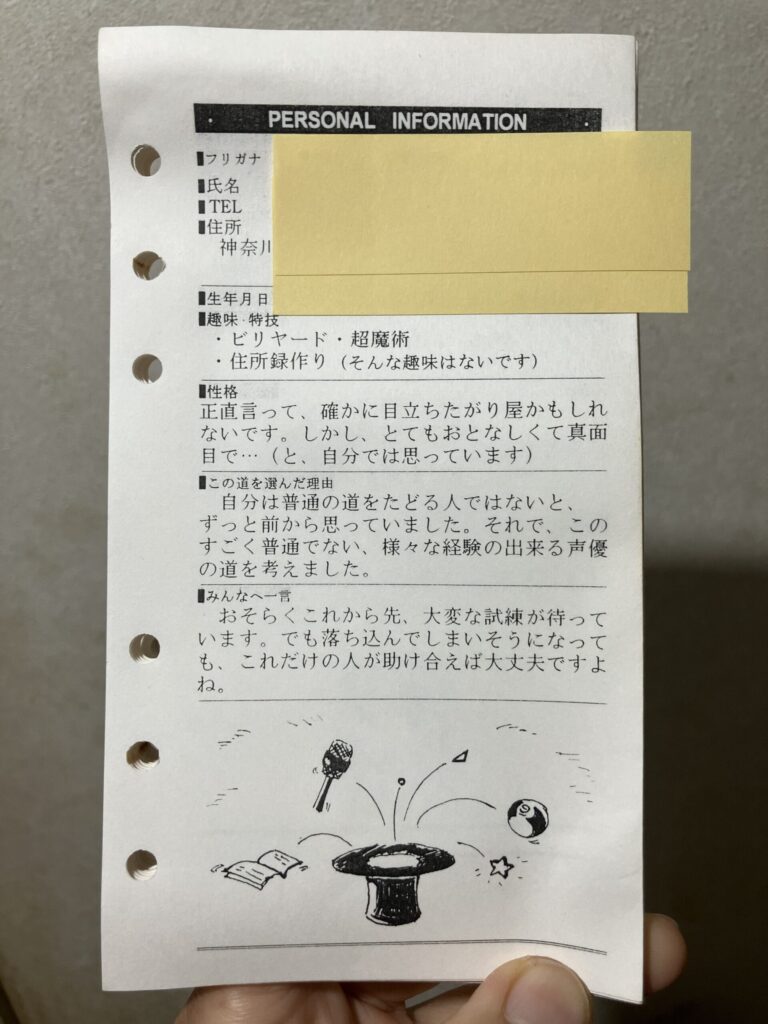 PERSONAL INFORMATION
フリガナ
氏名
TEL
住所
神奈川
生年月日
趣味・特技
・ビリヤード・超魔術
・住所録作り(そんな趣味はないです)
性格
正直言って、確かに目立ちたがり屋かもしれ
ないです。しかし、とてもおとなしくて真面
目で…(と、自分では思っています)
この道を選んだ理由
自分は普通の道をたどる人ではないと、
ずっと前から思っていました。それで、この
すごく普通でない、様々な経験の出来る声優
の道を考えました。
みんなへ一言
おそらくこれから先、大変な試練が待って
います。でも落ち込んでしまいそうになって
も、これだけの人が助け合えば大丈夫ですよ
ね。